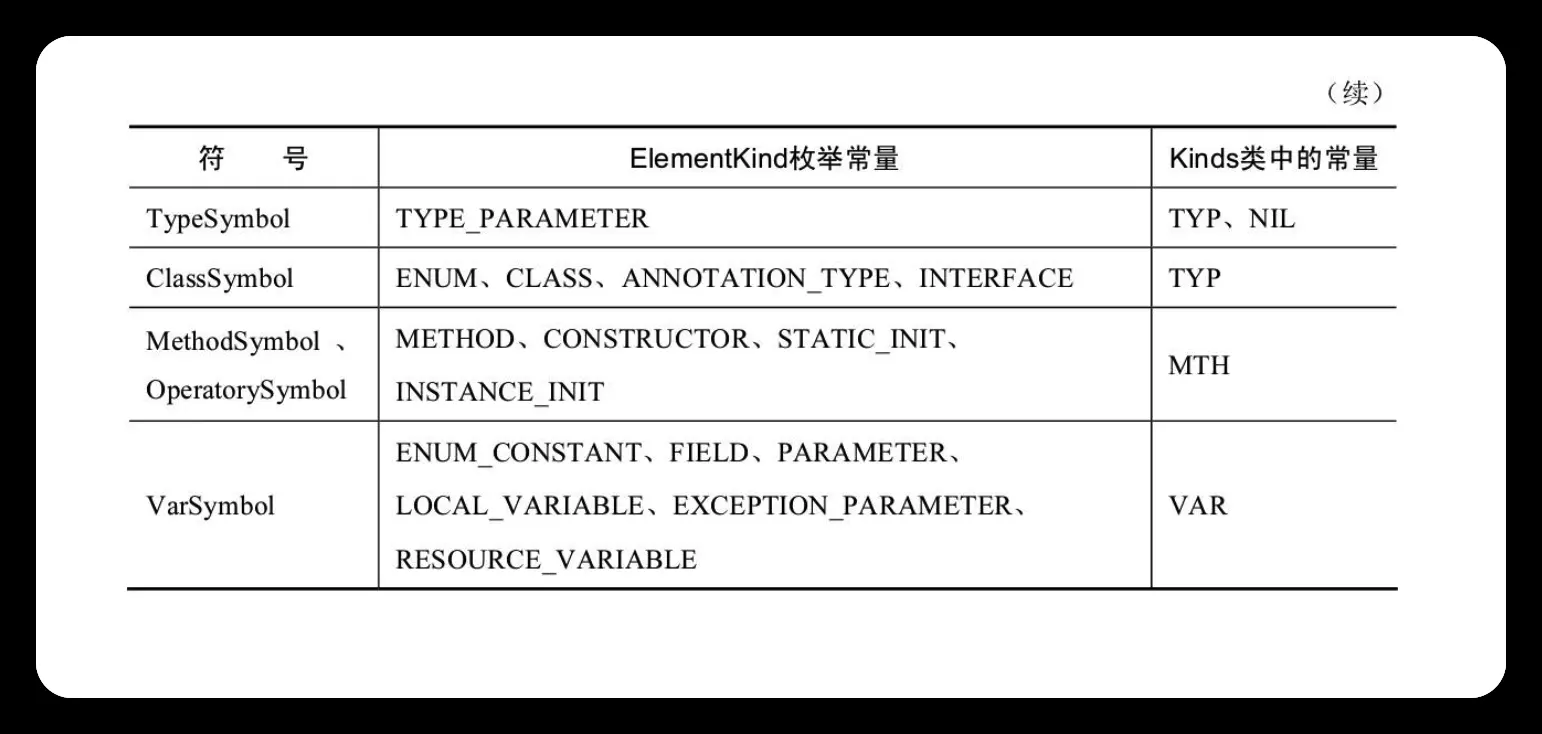 （续）
符 号 ElementKind枚举常量 Kinds类中的常量
TypeSymbol TYPE_PARAMETER TYP、NIL
ClassSymbol ENUM、CLASS、ANNOTATION_TYPE、INTERFACE TYP
MethodSymbol 、
OperatorySymbol
METHOD、CONSTRUCTOR、STATIC_INIT、
INSTANCE_INIT
MTH
VarSymbol
ENUM_CONSTANT、FIELD、PARAMETER、
LOCAL_VARIABLE、EXCEPTION_PARAMETER、
RESOURCE_VARIABLE
VAR